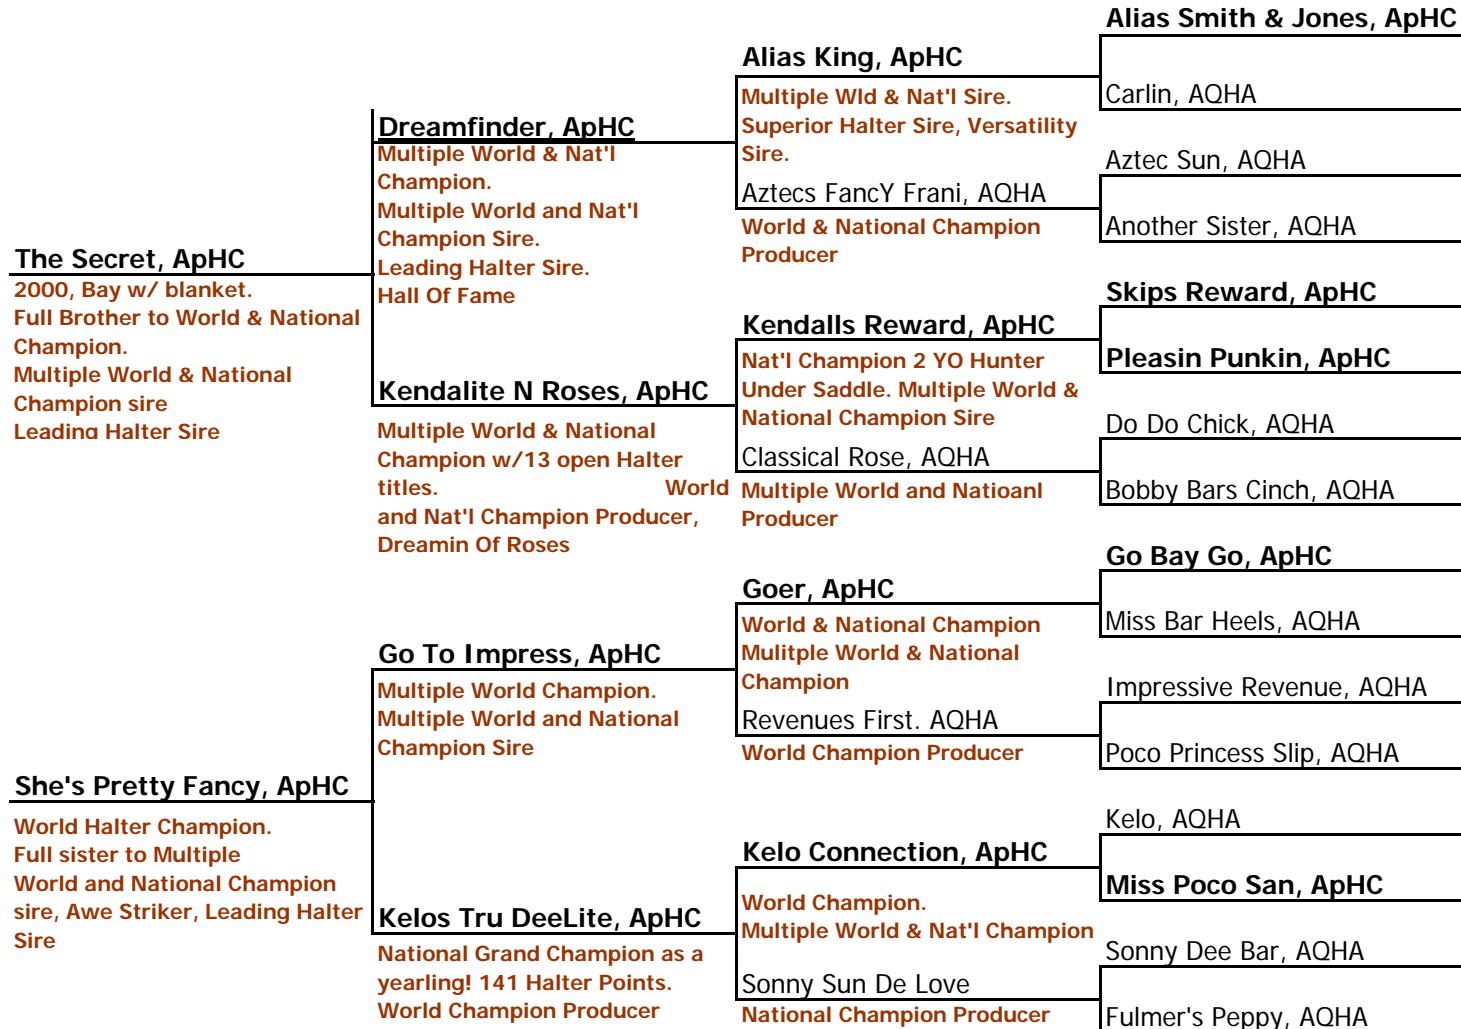 The Secret, ApHC
2000, Bay w/ blanket.
Full Brother to World & National
Champion.
Multiple World & National
Champion sire
Leading Halter Sire
She's Pretty Fancy, ApHC
World Halter Champion.
Full sister to Multiple
World and National Champion
sire, Awe Striker, Leading Halter
Sire
Dreamfinder, ApHC
Multiple World & Nat'l
Champion.
Multiple World and Nat'l
Champion Sire.
Leading Halter Sire.
Hall Of Fame
Kendalite N Roses, ApHC
Multiple World & National
Champion w/13 open Halter
titles. World
and Nat'l Champion Producer,
Dreamin Of Roses
Go To Impress, ApHC
Multiple World Champion.
Multiple World and National
Champion Sire
Kelos Tru DeeLite, ApHC
National Grand Champion as a
yearling! 141 Halter Points.
World Champion Producer
Alias King, ApHC
Multiple Wld & Nat'l Sire.
Superior Halter Sire, Versatility
Sire.
Aztecs FancY Frani, AQHA
World & National Champion
Producer
Kendalls Reward, ApHC
Nat'l Champion 2 YO Hunter
Under Saddle. Multiple World &
National Champion Sire
Classical Rose, AQHA
Multiple World and Natioanl
Producer
Goer, ApHC
World & National Champion
Mulitple World & National
Champion
Revenues First. AQHA
World Champion Producer
Kelo Connection, ApHC
World Champion.
Multiple World & Nat'l Champion
Sonny Sun De Love
National Champion Producer
Alias Smith & Jones, ApHC
Carlin, AQHA
Aztec Sun, AQHA
Another Sister, AQHA
Skips Reward, ApHC
Pleasin Punkin, ApHC
Do Do Chick, AQHA
Bobby Bars Cinch, AQHA
Go Bay Go, ApHC
Miss Bar Heels, AQHA
Impressive Revenue, AQHA
Poco Princess Slip, AQHA
Kelo, AQHA
Miss Poco San, ApHC
Sonny Dee Bar, AQHA
Fulmer's Peppy, AQHA